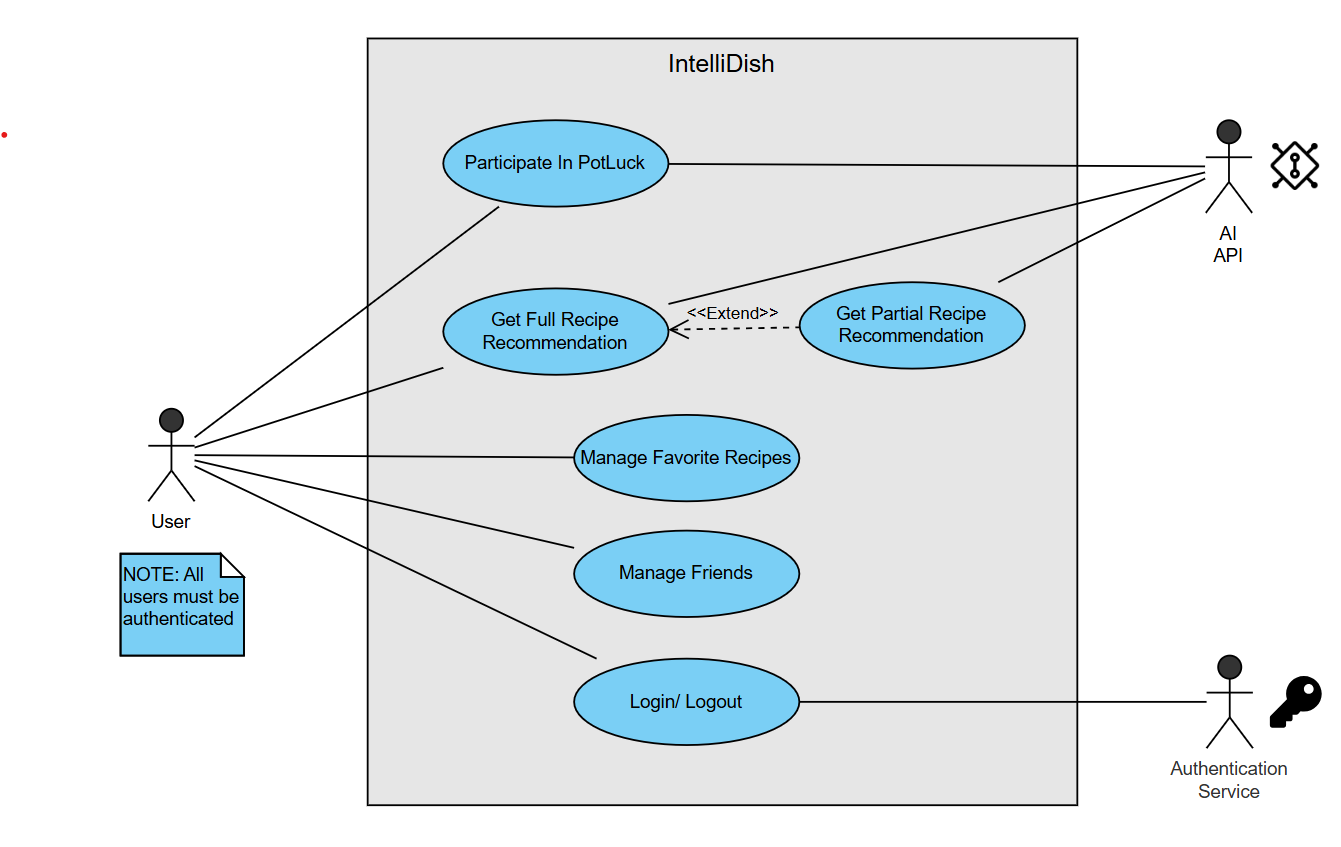 IntelliDish
Participate In PotLuck
AI
API
Get Full Recipe
Recommendation
<<Extend>>
Get Partial Recipe
Recommendation
Manage Favorite Recipes
User
NOTE: All
users must be
authenticated
Manage Friends
Login/ Logout
Authentication
Service